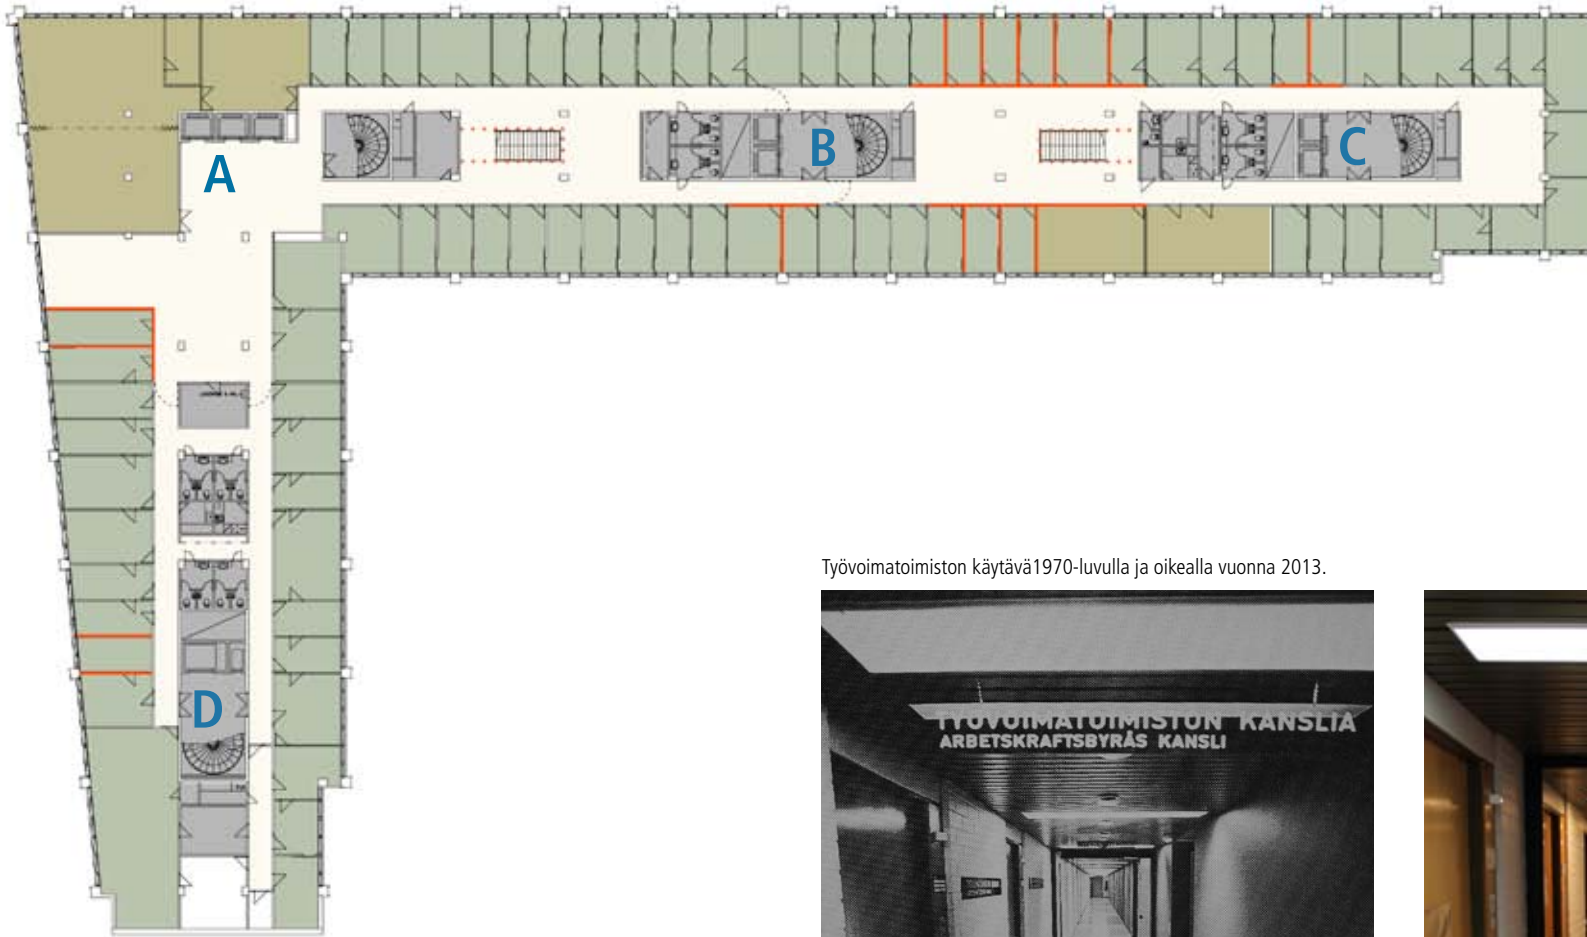 A
B
C
D
Työvoimatoimiston käytävä1970-luvulla ja oikealla vuonna 2013.
TYÖVOIMATOIMISTON KANSLIA
ARBETSKRAFTSBYRÅS KANSLI